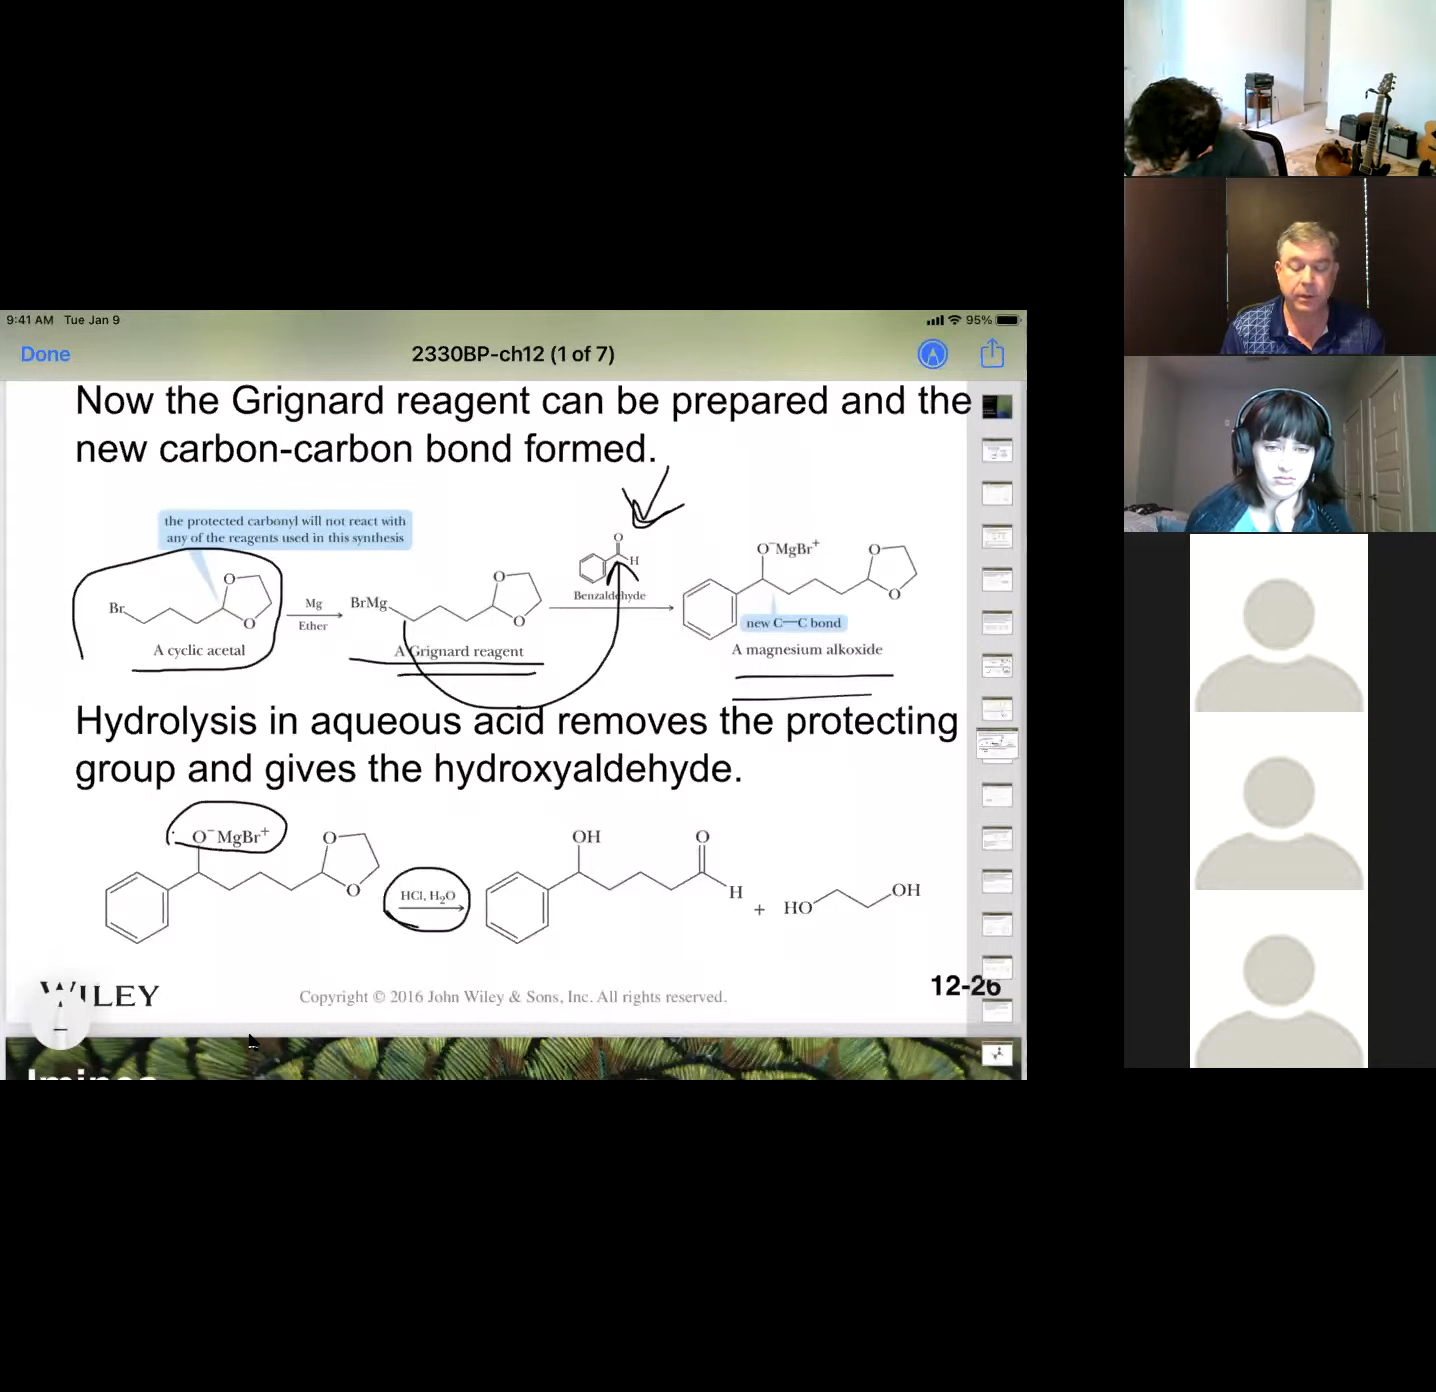 9:41 AM Tue Jan 9
95%
Done
2330BP-ch12 (1 of 7)
Now the Grignard reagent can be prepared and the
new carbon-carbon bond formed.
the protected carbonyl will not react with
any of the reagents used in this synthesis
Br
O
O
A cyclic acetal
Mg
Ether
BrMg
O
O
A Grignard reagent
O
H
Benzaldehyde
O⁻MgBr⁺
O
O
new C—C bond
A magnesium alkoxide
Hydrolysis in aqueous acid removes the protecting
group and gives the hydroxyaldehyde.
O⁻MgBr⁺
O
O
HCl, H₂O
OH
O
H
+
HO
OH
WILEY
Copyright © 2016 John Wiley & Sons, Inc. All rights reserved.
12-26
Imines